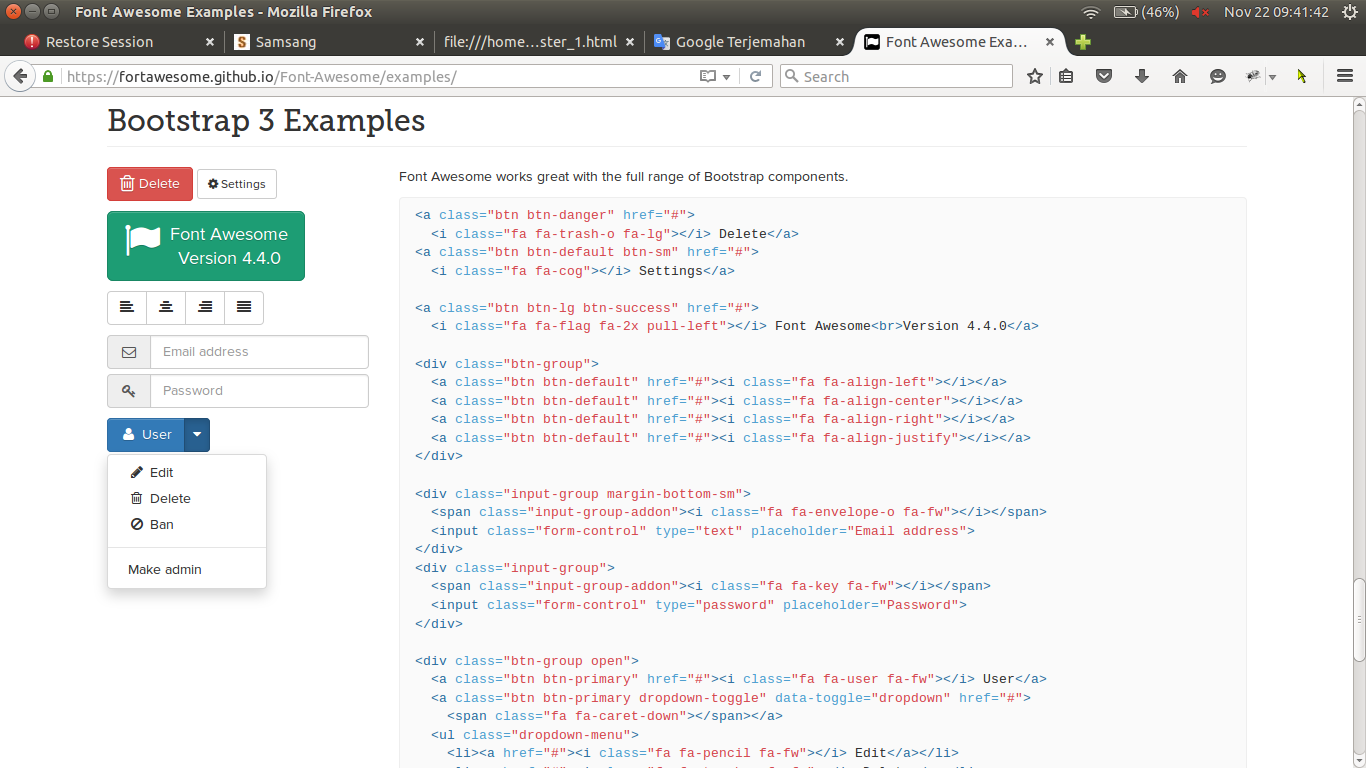 Font Awesome Examples - Mozilla Firefox
(46%)
Nov 22 09:41:42
Restore Session
Samsang
file:///home...ster_1.html
Google Terjemahan
Font Awesome Exa...
https://fortawesome.github.io/Font-Awesome/examples/
Search
Bootstrap 3 Examples
Delete
Settings
Font Awesome
Version 4.4.0
Email address
Password
User
Edit
Delete
Ban
Make admin
Font Awesome works great with the full range of Bootstrap components.
<a class="btn btn-danger" href="#">
  <i class="fa fa-trash-o fa-lg"></i> Delete</a>
<a class="btn btn-default btn-sm" href="#">
  <i class="fa fa-cog"></i> Settings</a>
<a class="btn btn-lg btn-success" href="#">
  <i class="fa fa-flag fa-2x pull-left"></i> Font Awesome<br>Version 4.4.0</a>
<div class="btn-group">
  <a class="btn btn-default" href="#"><i class="fa fa-align-left"></i></a>
  <a class="btn btn-default" href="#"><i class="fa fa-align-center"></i></a>
  <a class="btn btn-default" href="#"><i class="fa fa-align-right"></i></a>
  <a class="btn btn-default" href="#"><i class="fa fa-align-justify"></i></a>
</div>
<div class="input-group margin-bottom-sm">
  <span class="input-group-addon"><i class="fa fa-envelope-o fa-fw"></i></span>
  <input class="form-control" type="text" placeholder="Email address">
</div>
<div class="input-group">
  <span class="input-group-addon"><i class="fa fa-key fa-fw"></i></span>
  <input class="form-control" type="password" placeholder="Password">
</div>
<div class="btn-group open">
  <a class="btn btn-primary" href="#"><i class="fa fa-user fa-fw"></i> User</a>
  <a class="btn btn-primary dropdown-toggle" data-toggle="dropdown" href="#">
    <span class="fa fa-caret-down"></span></a>
  <ul class="dropdown-menu">
    <li><a href="#"><i class="fa fa-pencil fa-fw"></i> Edit</a></li>